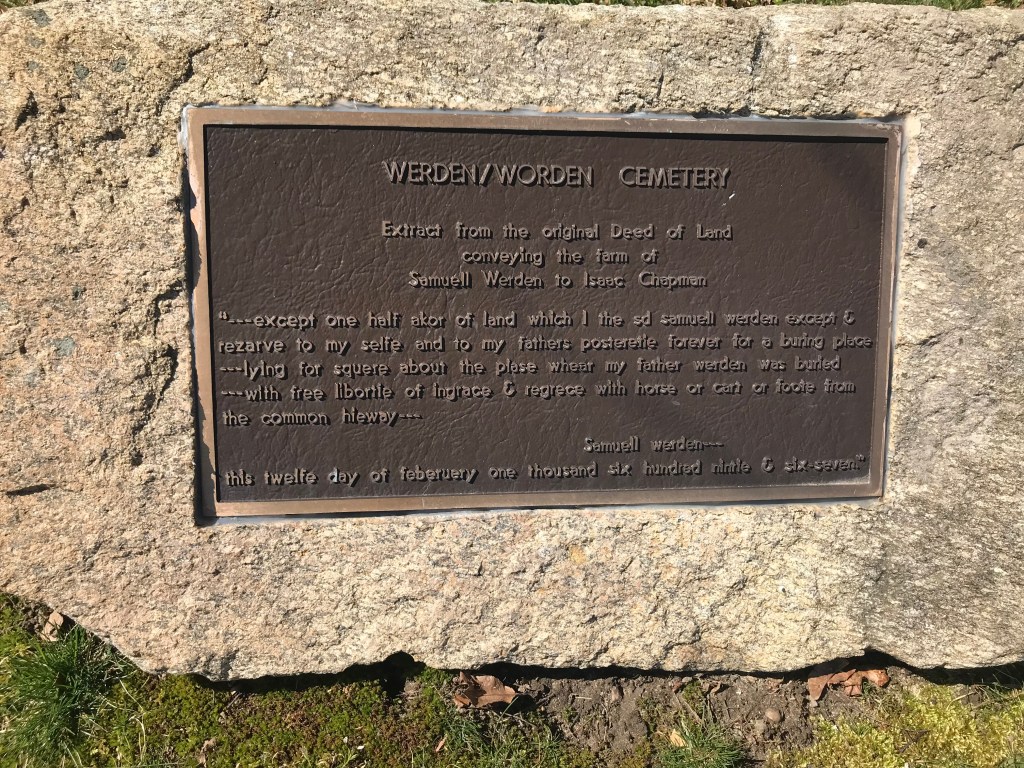 WERDEN/WORDEN CEMETERY
Extract from the original Deed of Land
conveying the farm of
Samuell Werden to Isaac Chapman
"---except one half akor of land which I the sd samuell werden except &
rezarve to my selfe and to my fathers posteretie forever for a buring place
---lying for squere about the plase whear my father werden was buried
---with free libortile of ingrace & regrece with horse or cart or foote from
the common hieway---
Samuell werden---
this twelfe day of feberuery one thousand six hundred nintie & six-seven."